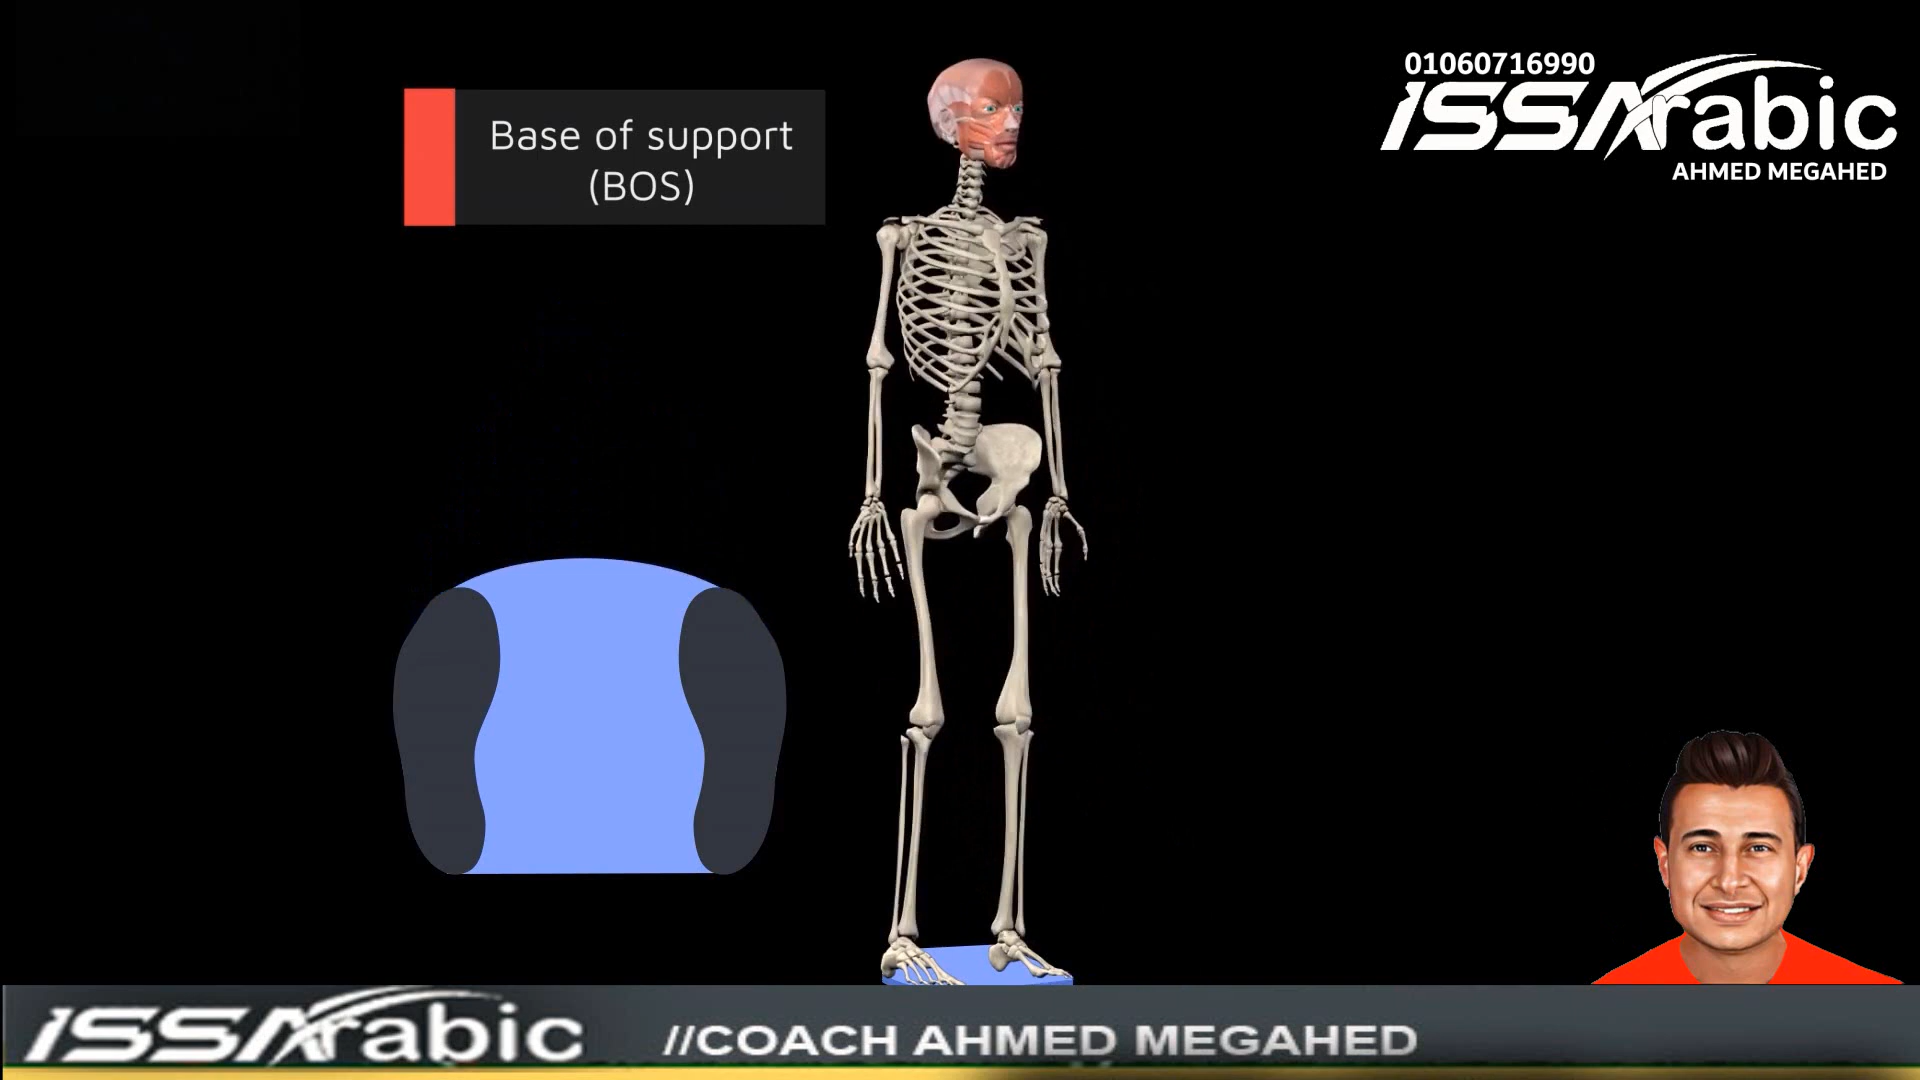 01060716990
ISSArabic
AHMED MEGAHED
Base of support
(BOS)
ISSArabic
//COACH AHMED MEGAHED